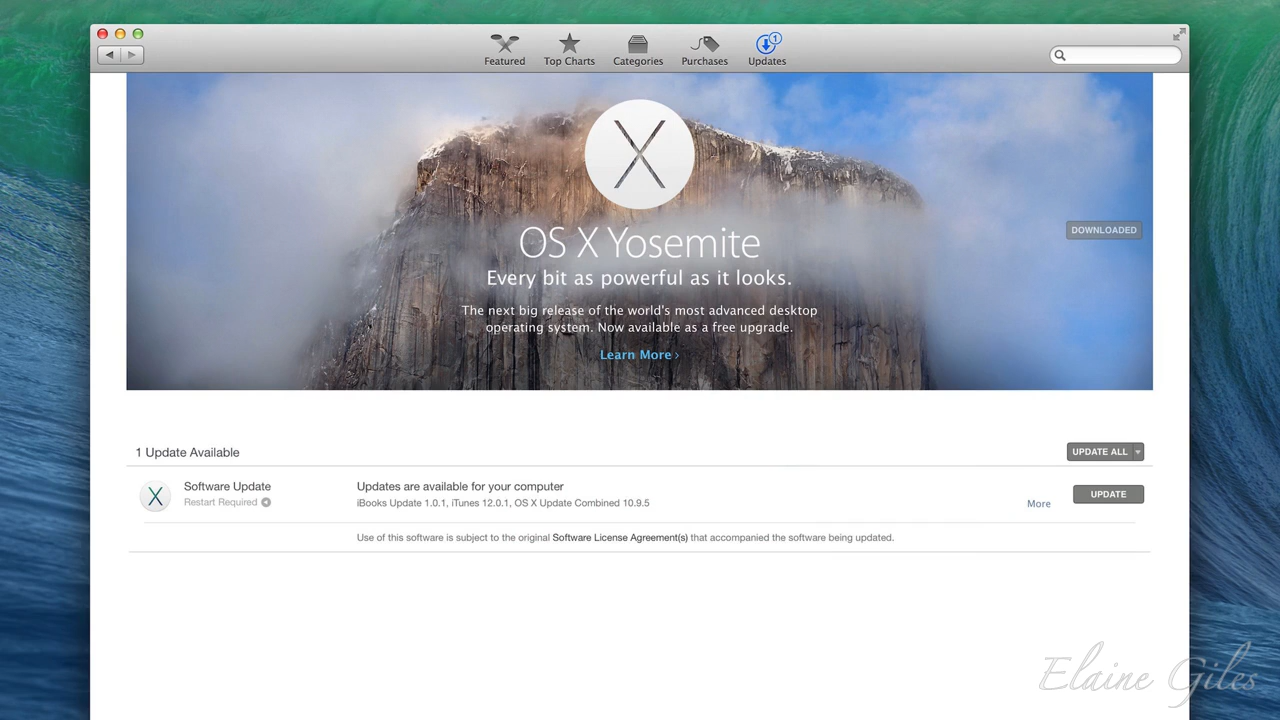 Featured
Top Charts
Categories
Purchases
1
Updates
X
OS X Yosemite
Every bit as powerful as it looks.
The next big release of the world's most advanced desktop
operating system. Now available as a free upgrade.
Learn More ›
DOWNLOADED
1 Update Available
UPDATE ALL
X
Software Update
Restart Required
Updates are available for your computer
iBooks Update 1.0.1, iTunes 12.0.1, OS X Update Combined 10.9.5
More
UPDATE
Use of this software is subject to the original Software License Agreement(s) that accompanied the software being updated.
Elaine Giles